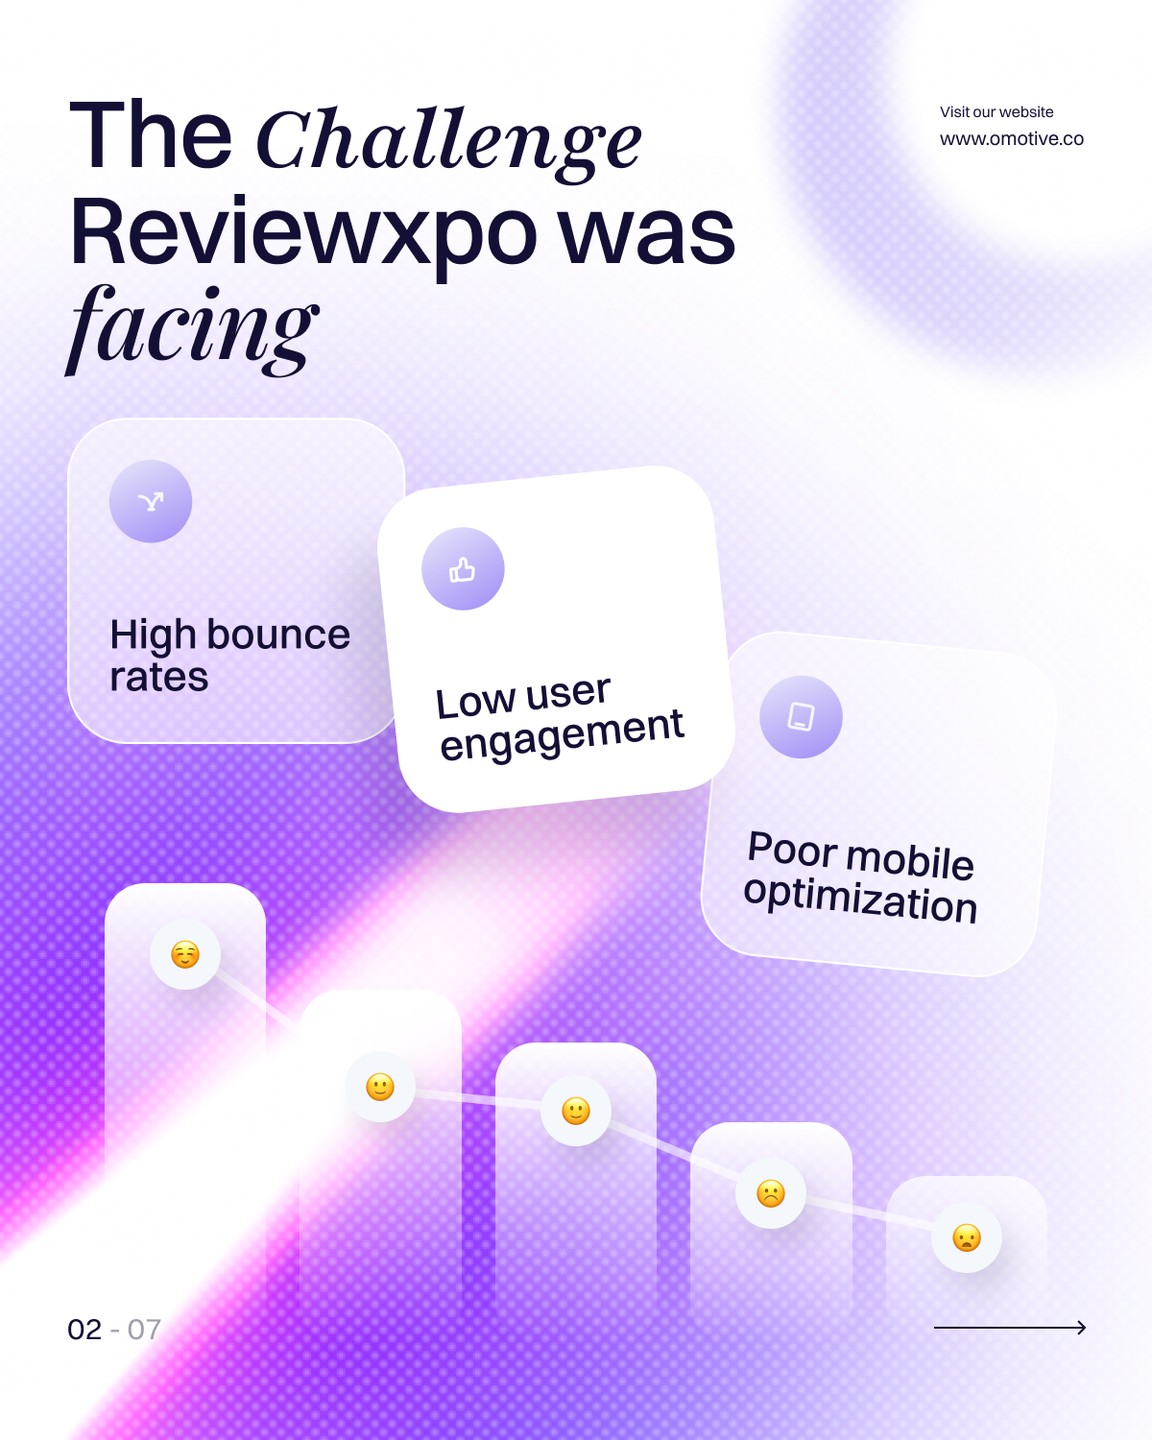 The Challenge
Reviewxpo was
facing
Visit our website
www.omotive.co
High bounce
rates
Low user
engagement
Poor mobile
optimization
02 - 07